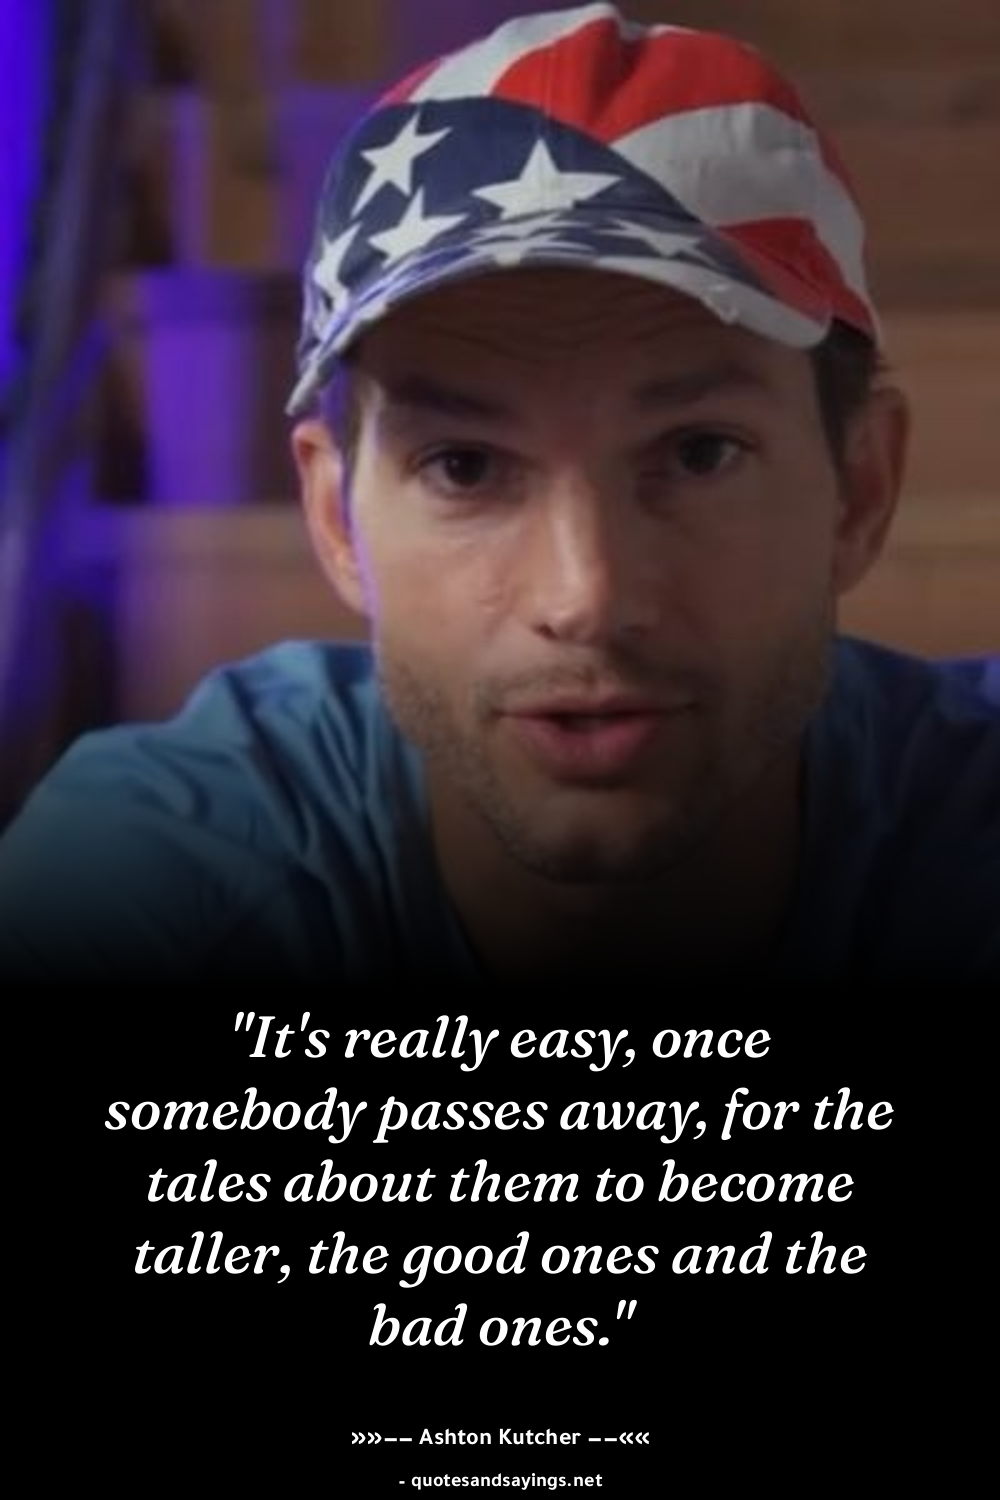 "It's really easy, once
somebody passes away, for the
tales about them to become
taller, the good ones and the
bad ones."
»»–– Ashton Kutcher ––««
- quotesandsayings.net